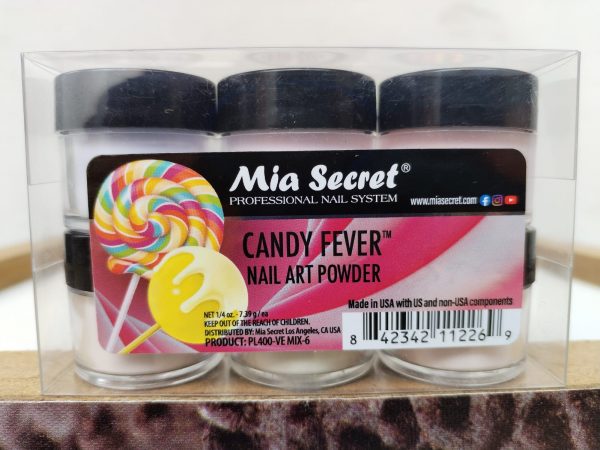 Mia Secret®
PROFESSIONAL NAIL SYSTEM
www.miasecret.com
CANDY FEVER™
NAIL ART POWDER
NET 1/4 oz. - 7.39 g / ea
KEEP OUT OF THE REACH OF CHILDREN.
DISTRIBUTED BY: Mia Secret Los Angeles, CA USA
PRODUCT: PL400-VE MIX-6
Made in USA with US and non-USA components
8 42342 11226 9